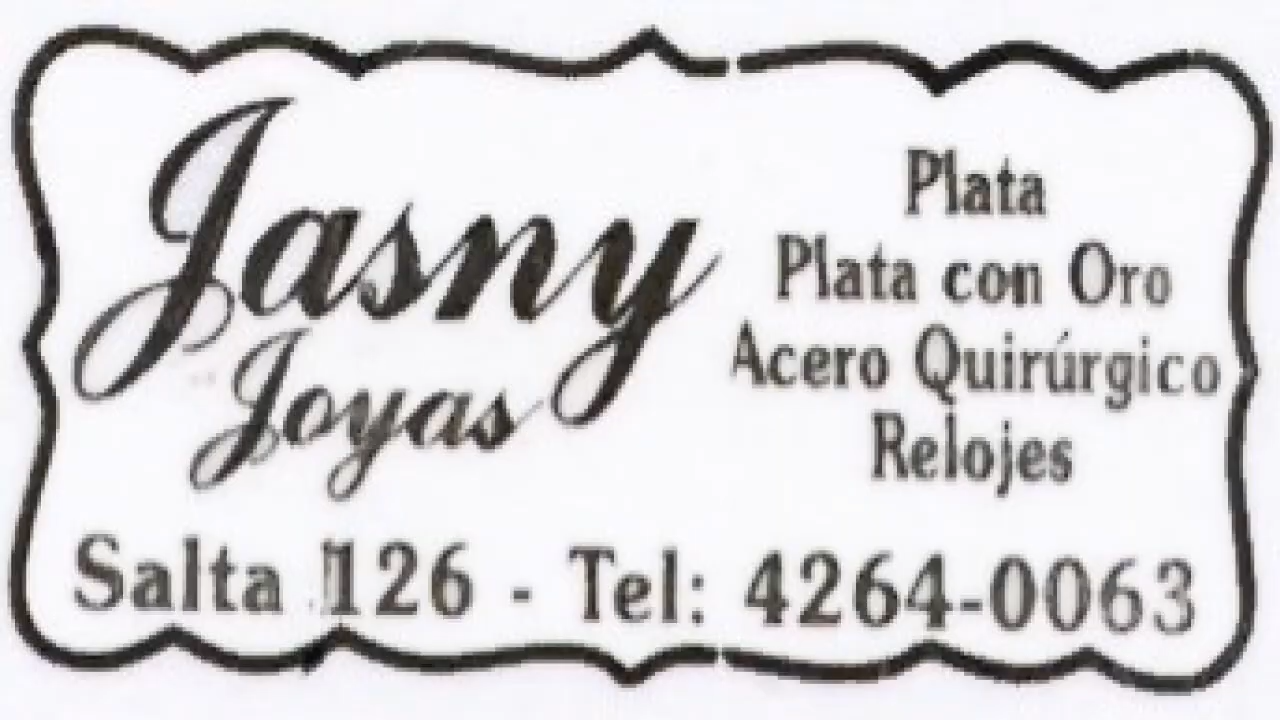 Jasny
Joyas
Plata
Plata con Oro
Acero Quirúrgico
Relojes
Salta 126 - Tel: 4264-0063